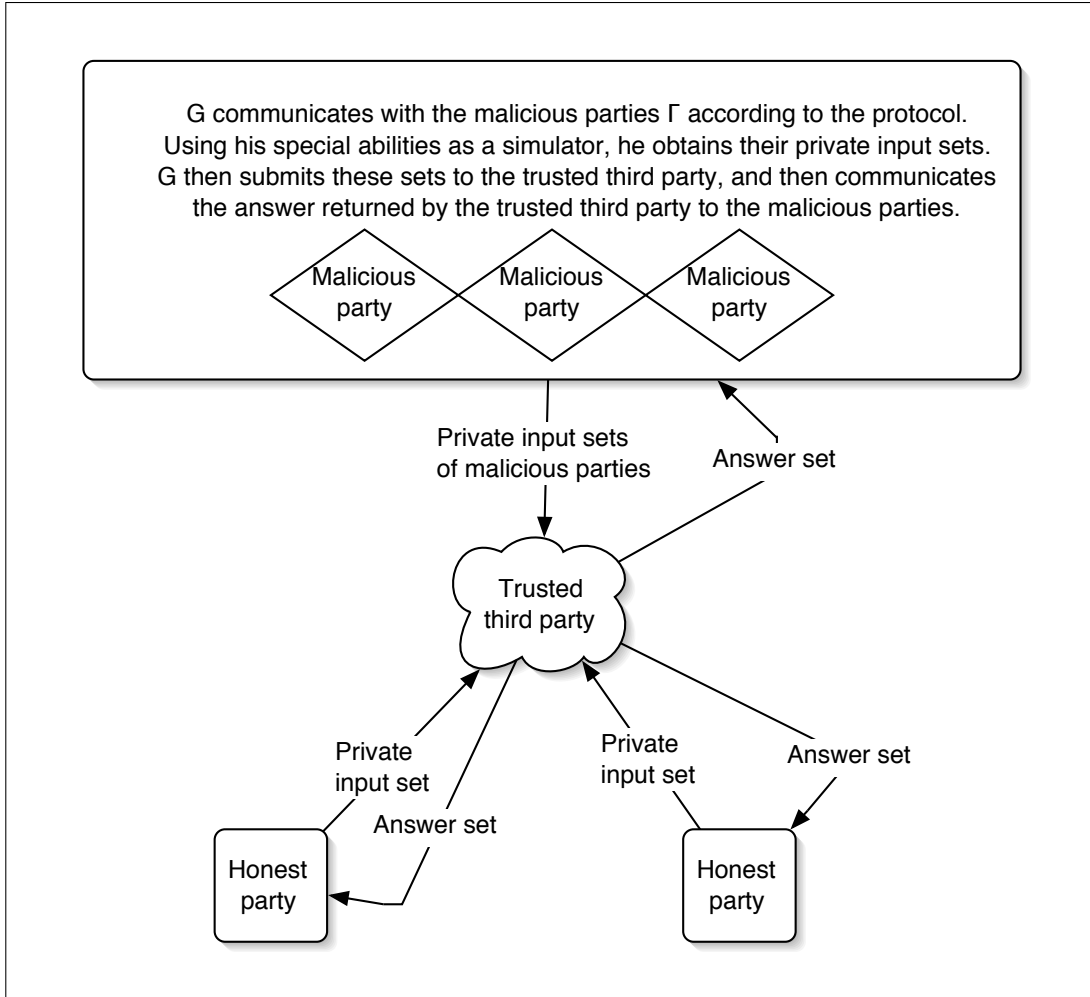 G communicates with the malicious parties Γ according to the protocol.
Using his special abilities as a simulator, he obtains their private input sets.
G then submits these sets to the trusted third party, and then communicates
the answer returned by the trusted third party to the malicious parties.
Malicious
party
Malicious
party
Malicious
party
Private input sets
of malicious parties
Answer set
Trusted
third party
Private
input set
Answer set
Private
input set
Answer set
Honest
party
Honest
party